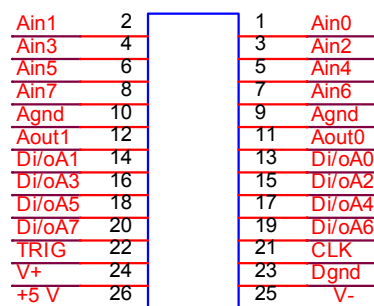 Ain1 2 1 Ain0
Ain3 4 3 Ain2
Ain5 6 5 Ain4
Ain7 8 7 Ain6
Agnd 10 9 Agnd
Aout1 12 11 Aout0
Di/oA1 14 13 Di/oA0
Di/oA3 16 15 Di/oA2
Di/oA5 18 17 Di/oA4
Di/oA7 20 19 Di/oA6
TRIG 22 21 CLK
V+ 24 23 Dgnd
+5 V 26 25 V-